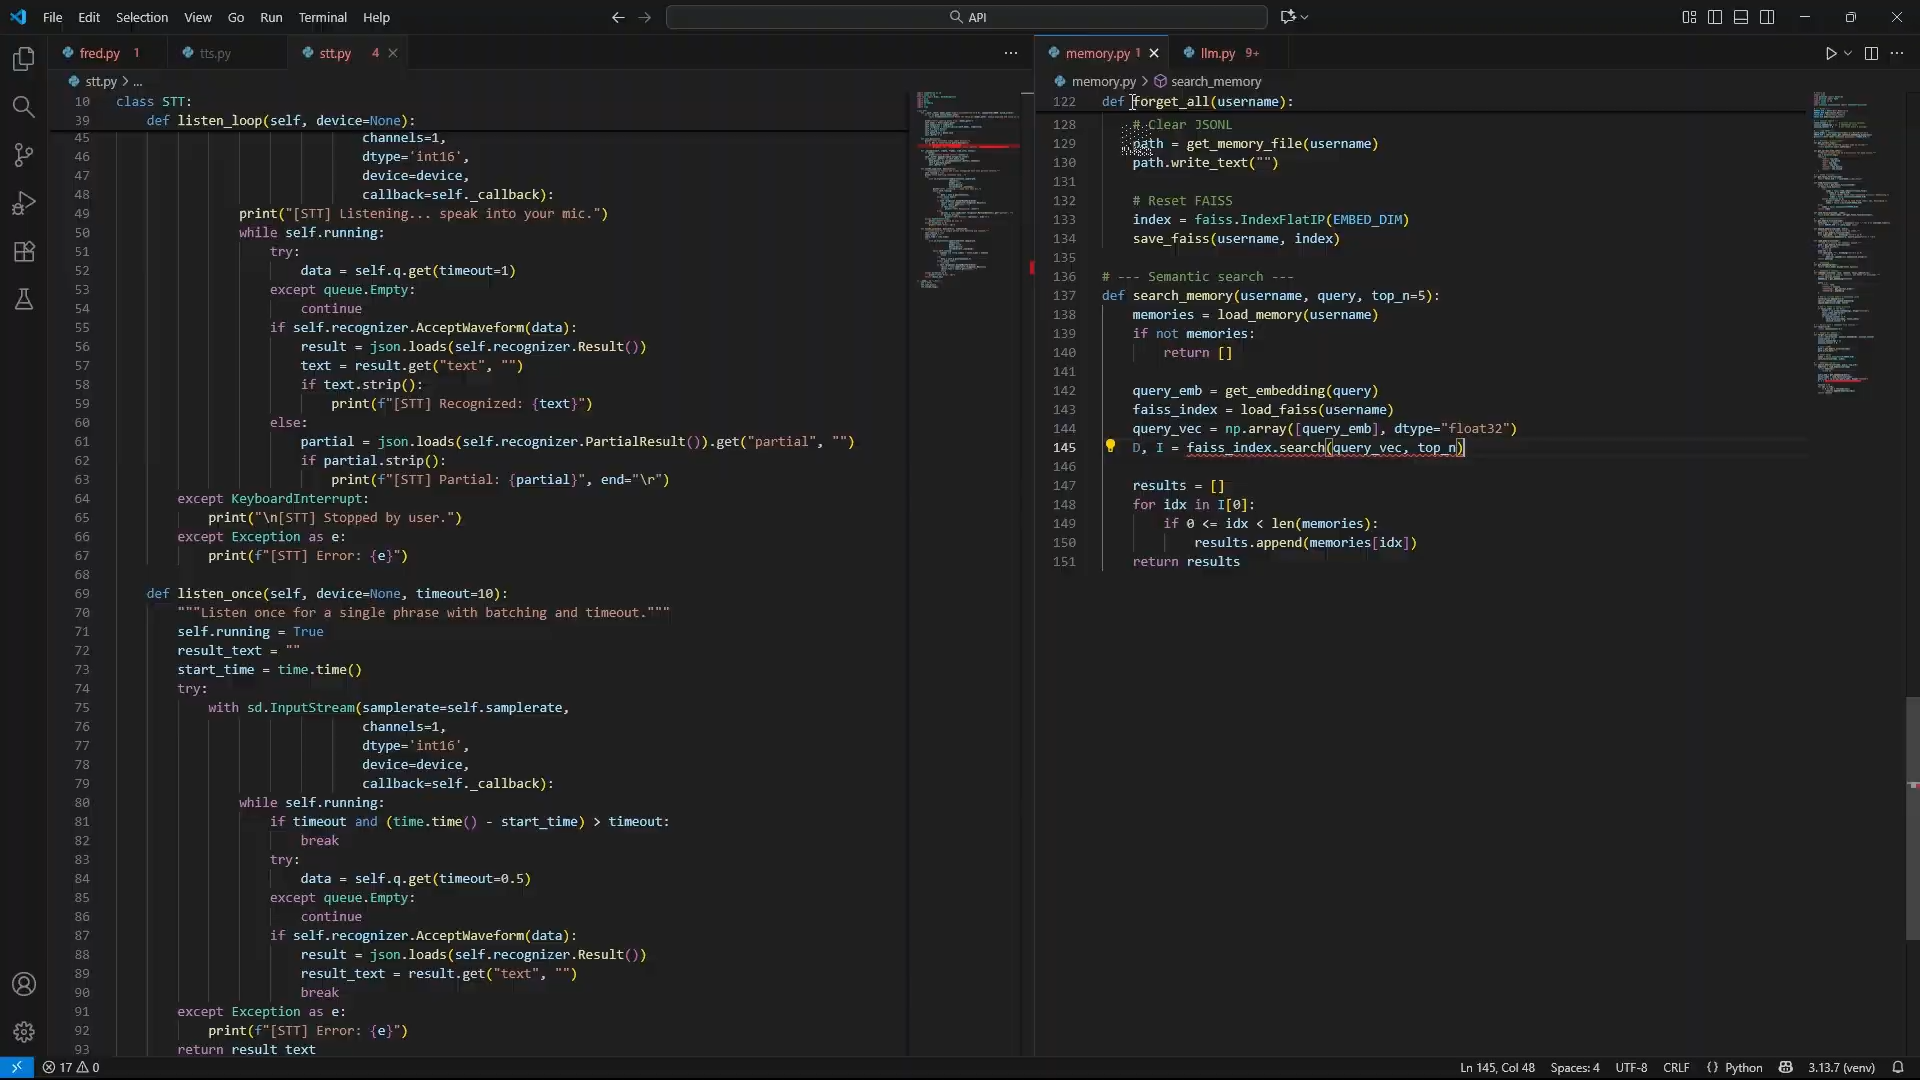 File Edit Selection View Go Run Terminal Help
API
fred.py 1
tts.py
stt.py 4
memory.py 1
llm.py 9+
stt.py > ...
memory.py > search_memory
10 class STT:
39 def listen_loop(self, device=None):
45 channels=1,
46 dtype='int16',
47 device=device,
48 callback=self._callback):
49 print("[STT] Listening... speak into your mic.")
50 while self.running:
51 try:
52 data = self.q.get(timeout=1)
53 except queue.Empty:
54 continue
55 if self.recognizer.AcceptWaveform(data):
56 result = json.loads(self.recognizer.Result())
57 text = result.get("text", "")
58 if text.strip():
59 print(f"[STT] Recognized: {text}")
60 else:
61 partial = json.loads(self.recognizer.PartialResult()).get("partial", "")
62 if partial.strip():
63 print(f"[STT] Partial: {partial}", end="\r")
64 except KeyboardInterrupt:
65 print("\n[STT] Stopped by user.")
66 except Exception as e:
67 print(f"[STT] Error: {e}")
68
69 def listen_once(self, device=None, timeout=10):
70 """Listen once for a single phrase with batching and timeout."""
71 self.running = True
72 result_text = ""
73 start_time = time.time()
74 try:
75 with sd.InputStream(samplerate=self.samplerate,
76 channels=1,
77 dtype='int16',
78 device=device,
79 callback=self._callback):
80 while self.running:
81 if timeout and (time.time() - start_time) > timeout:
82 break
83 try:
84 data = self.q.get(timeout=0.5)
85 except queue.Empty:
86 continue
87 if self.recognizer.AcceptWaveform(data):
88 result = json.loads(self.recognizer.Result())
89 result_text = result.get("text", "")
90 break
91 except Exception as e:
92 print(f"[STT] Error: {e}")
93 return result_text
122 def forget_all(username):
128 # Clear JSONL
129 path = get_memory_file(username)
130 path.write_text("")
131
132 # Reset FAISS
133 index = faiss.IndexFlatIP(EMBED_DIM)
134 save_faiss(username, index)
135
136 # --- Semantic search ---
137 def search_memory(username, query, top_n=5):
138 memories = load_memory(username)
139 if not memories:
140 return []
141
142 query_emb = get_embedding(query)
143 faiss_index = load_faiss(username)
144 query_vec = np.array([query_emb], dtype="float32")
145 D, I = faiss_index.search(query_vec, top_n)
146
147 results = []
148 for idx in I[0]:
149 if 0 <= idx < len(memories):
150 results.append(memories[idx])
151 return results
17 0
Ln 145, Col 48 Spaces: 4 UTF-8 CRLF {} Python 3.13.7 (venv)